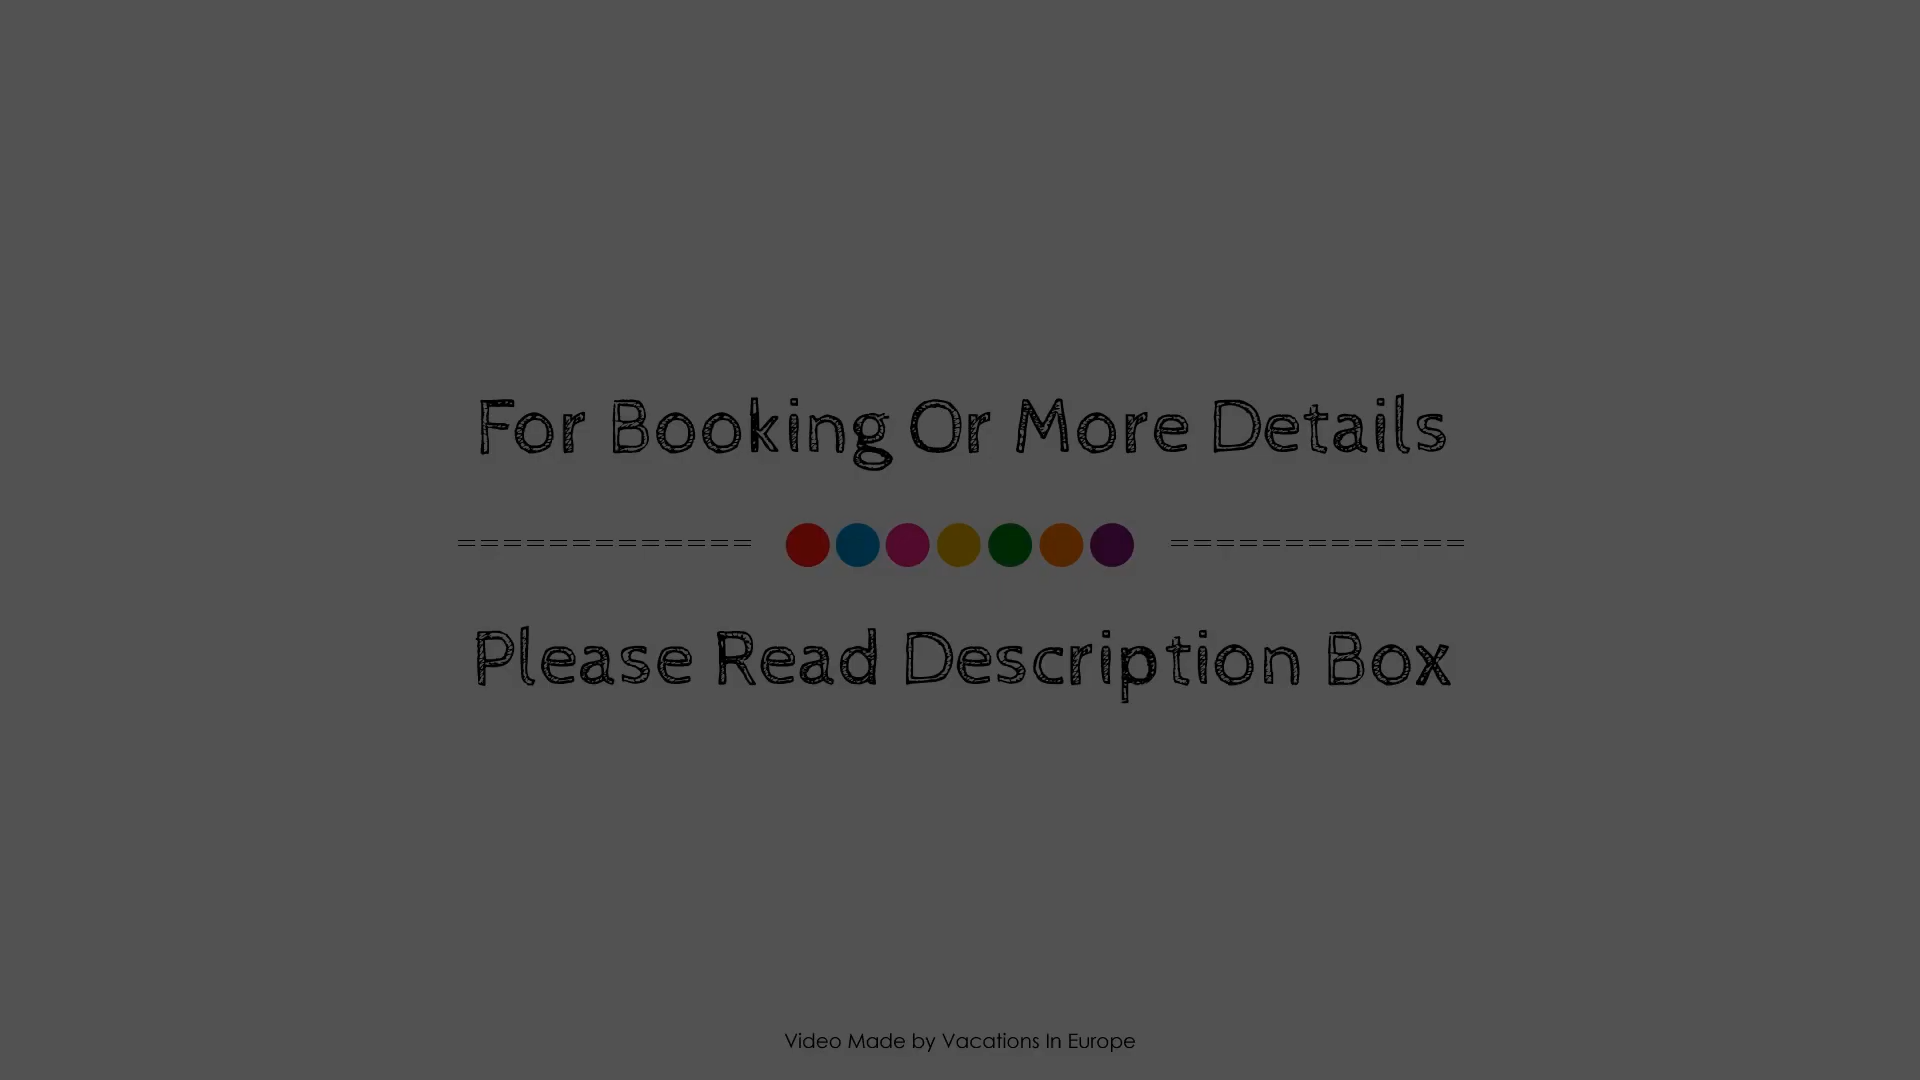 For Booking Or More Details
============= =============
Please Read Description Box
Video Made by Vacations In Europe